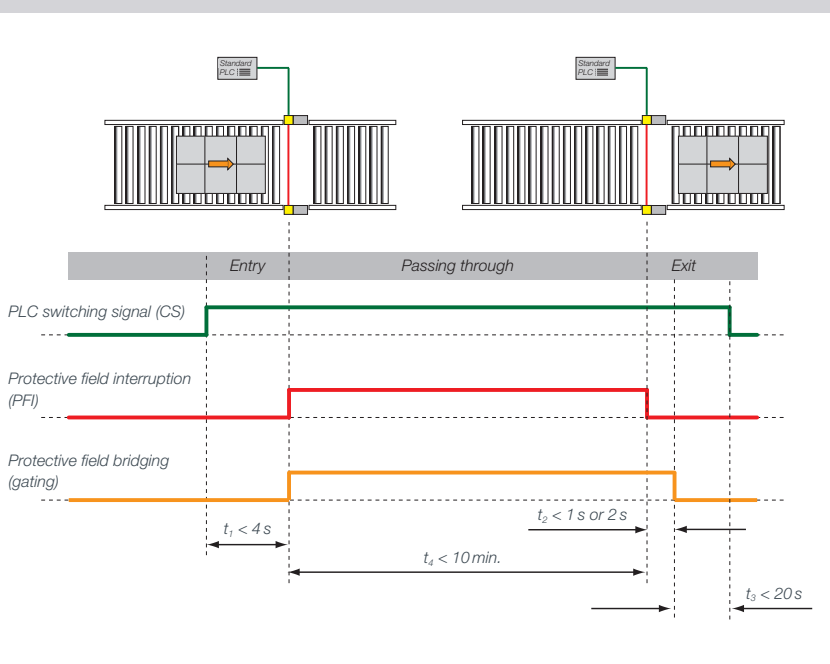 Standard
PLC
Standard
PLC
Entry
Passing through
Exit
PLC switching signal (CS)
Protective field interruption
(PFI)
Protective field bridging
(gating)
t₁ < 4 s
t₂ < 1 s or 2 s
t₄ < 10 min.
t₃ < 20 s